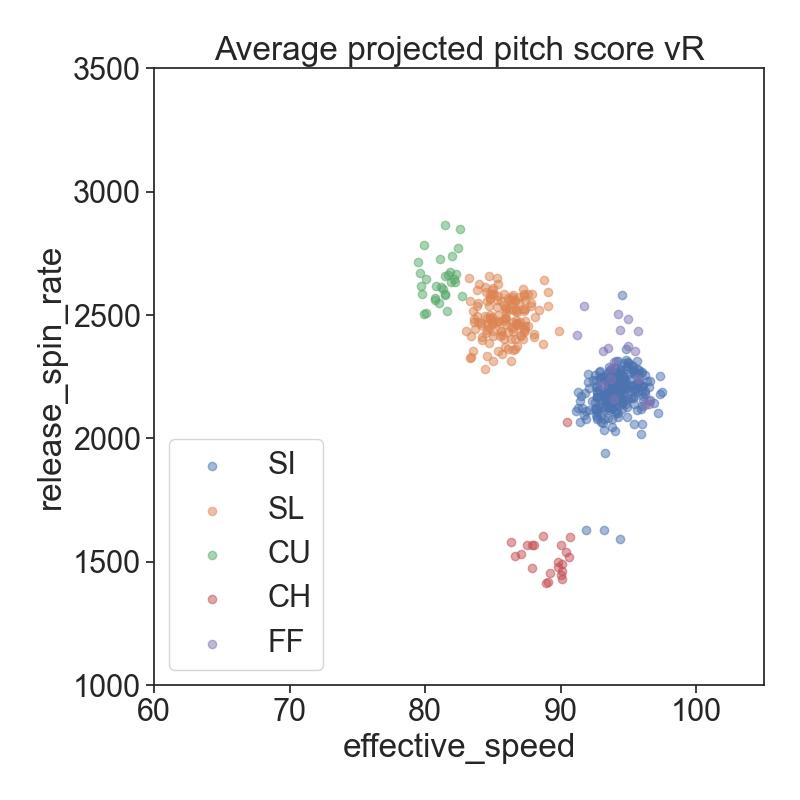 Average projected pitch score vR
3500
3000
2500
2000
1500
1000
release_spin_rate
SI
SL
CU
CH
FF
60
70
80
90
100
effective_speed